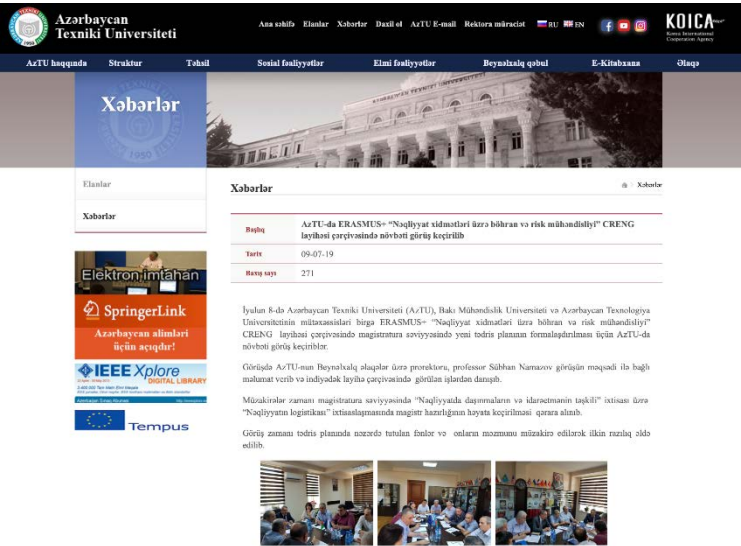 Azərbaycan
Texniki Universiteti
1950
Ana səhifə Elanlar Xəbərlər Daxil ol AzTU E-mail Rektora müraciət RU EN
KOICA
Korea International
Cooperation Agency
AzTU haqqında Struktur Təhsil Sosial fəaliyyətlər Elmi fəaliyyətlər Beynəlxalq qəbul E-Kitabxana Əlaqə
Xəbərlər
1950
Elanlar
Xəbərlər
Xəbərlər
Xəbərlər
Başlıq
AzTU-da ERASMUS+ “Nəqliyyat xidmətləri üzrə böhran və risk mühəndisliyi” CRENG
layihəsi çərçivəsində növbəti görüş keçirilib
Tarix 09-07-19
Baxış sayı 271
Elektron imtahan
SpringerLink
Azərbaycan alimləri
üçün açıqdır!
IEEE Xplore
DIGITAL LIBRARY
Tempus
İyulun 8-də Azərbaycan Texniki Universiteti (AzTU), Bakı Mühəndislik Universiteti və Azərbaycan Texnologiya
Universitetinin mütəxəssisləri birgə ERASMUS+ “Nəqliyyat xidmətləri üzrə böhran və risk mühəndisliyi”
CRENG layihəsi çərçivəsində magistratura səviyyəsində yeni tədris planının formalaşdırılması üçün AzTU-da
növbəti görüş keçiriblər.
Görüşdə AzTU-nun Beynəlxalq əlaqələr üzrə prorektoru, professor Sübhan Namazov görüşün məqsədi ilə bağlı
məlumat verib və indiyədək layihə çərçivəsində görülən işlərdən danışıb.
Müzakirələr zamanı magistratura səviyyəsində “Nəqliyyatda daşınmaların və idarəetmənin təşkili” ixtisası üzrə
“Nəqliyyatın logistikası” ixtisaslaşmasında magistr hazırlığının həyata keçirilməsi qərara alınıb.
Görüş zamanı tədris planında nəzərdə tutulan fənlər və onların məzmunu müzakirə edilərək ilkin razılıq əldə
edilib.